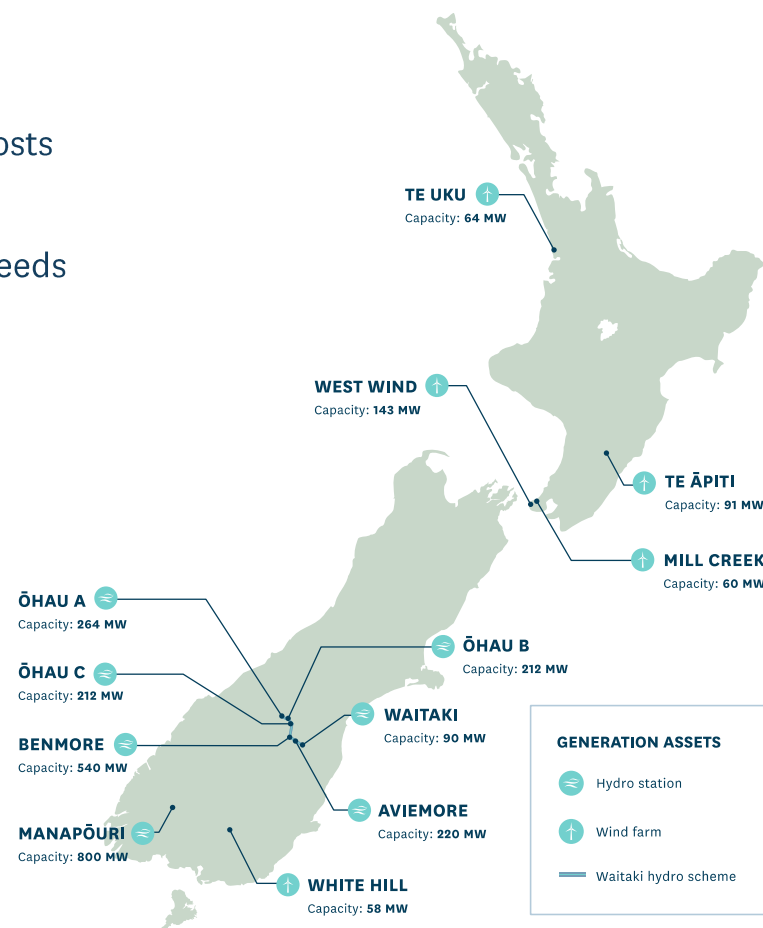 osts
eeds
TE UKU
Capacity: 64 MW
WEST WIND
Capacity: 143 MW
TE ĀPITI
Capacity: 91 MW
MILL CREEK
Capacity: 60 MW
ŌHAU A
Capacity: 264 MW
ŌHAU B
Capacity: 212 MW
ŌHAU C
Capacity: 212 MW
WAITAKI
Capacity: 90 MW
BENMORE
Capacity: 540 MW
AVIEMORE
Capacity: 220 MW
MANAPŌURI
Capacity: 800 MW
WHITE HILL
Capacity: 58 MW
GENERATION ASSETS
Hydro station
Wind farm
Waitaki hydro scheme